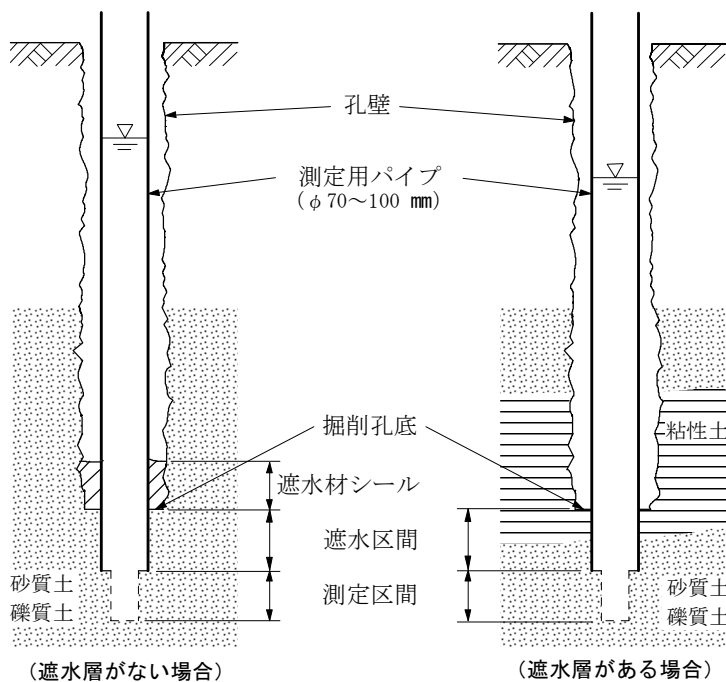 孔壁
測定用パイプ
(φ70～100 mm)
粘性土
掘削孔底
遮水材シール
遮水区間
測定区間
砂質土
礫質土
砂質土
礫質土
(遮水層がない場合)
(遮水層がある場合)